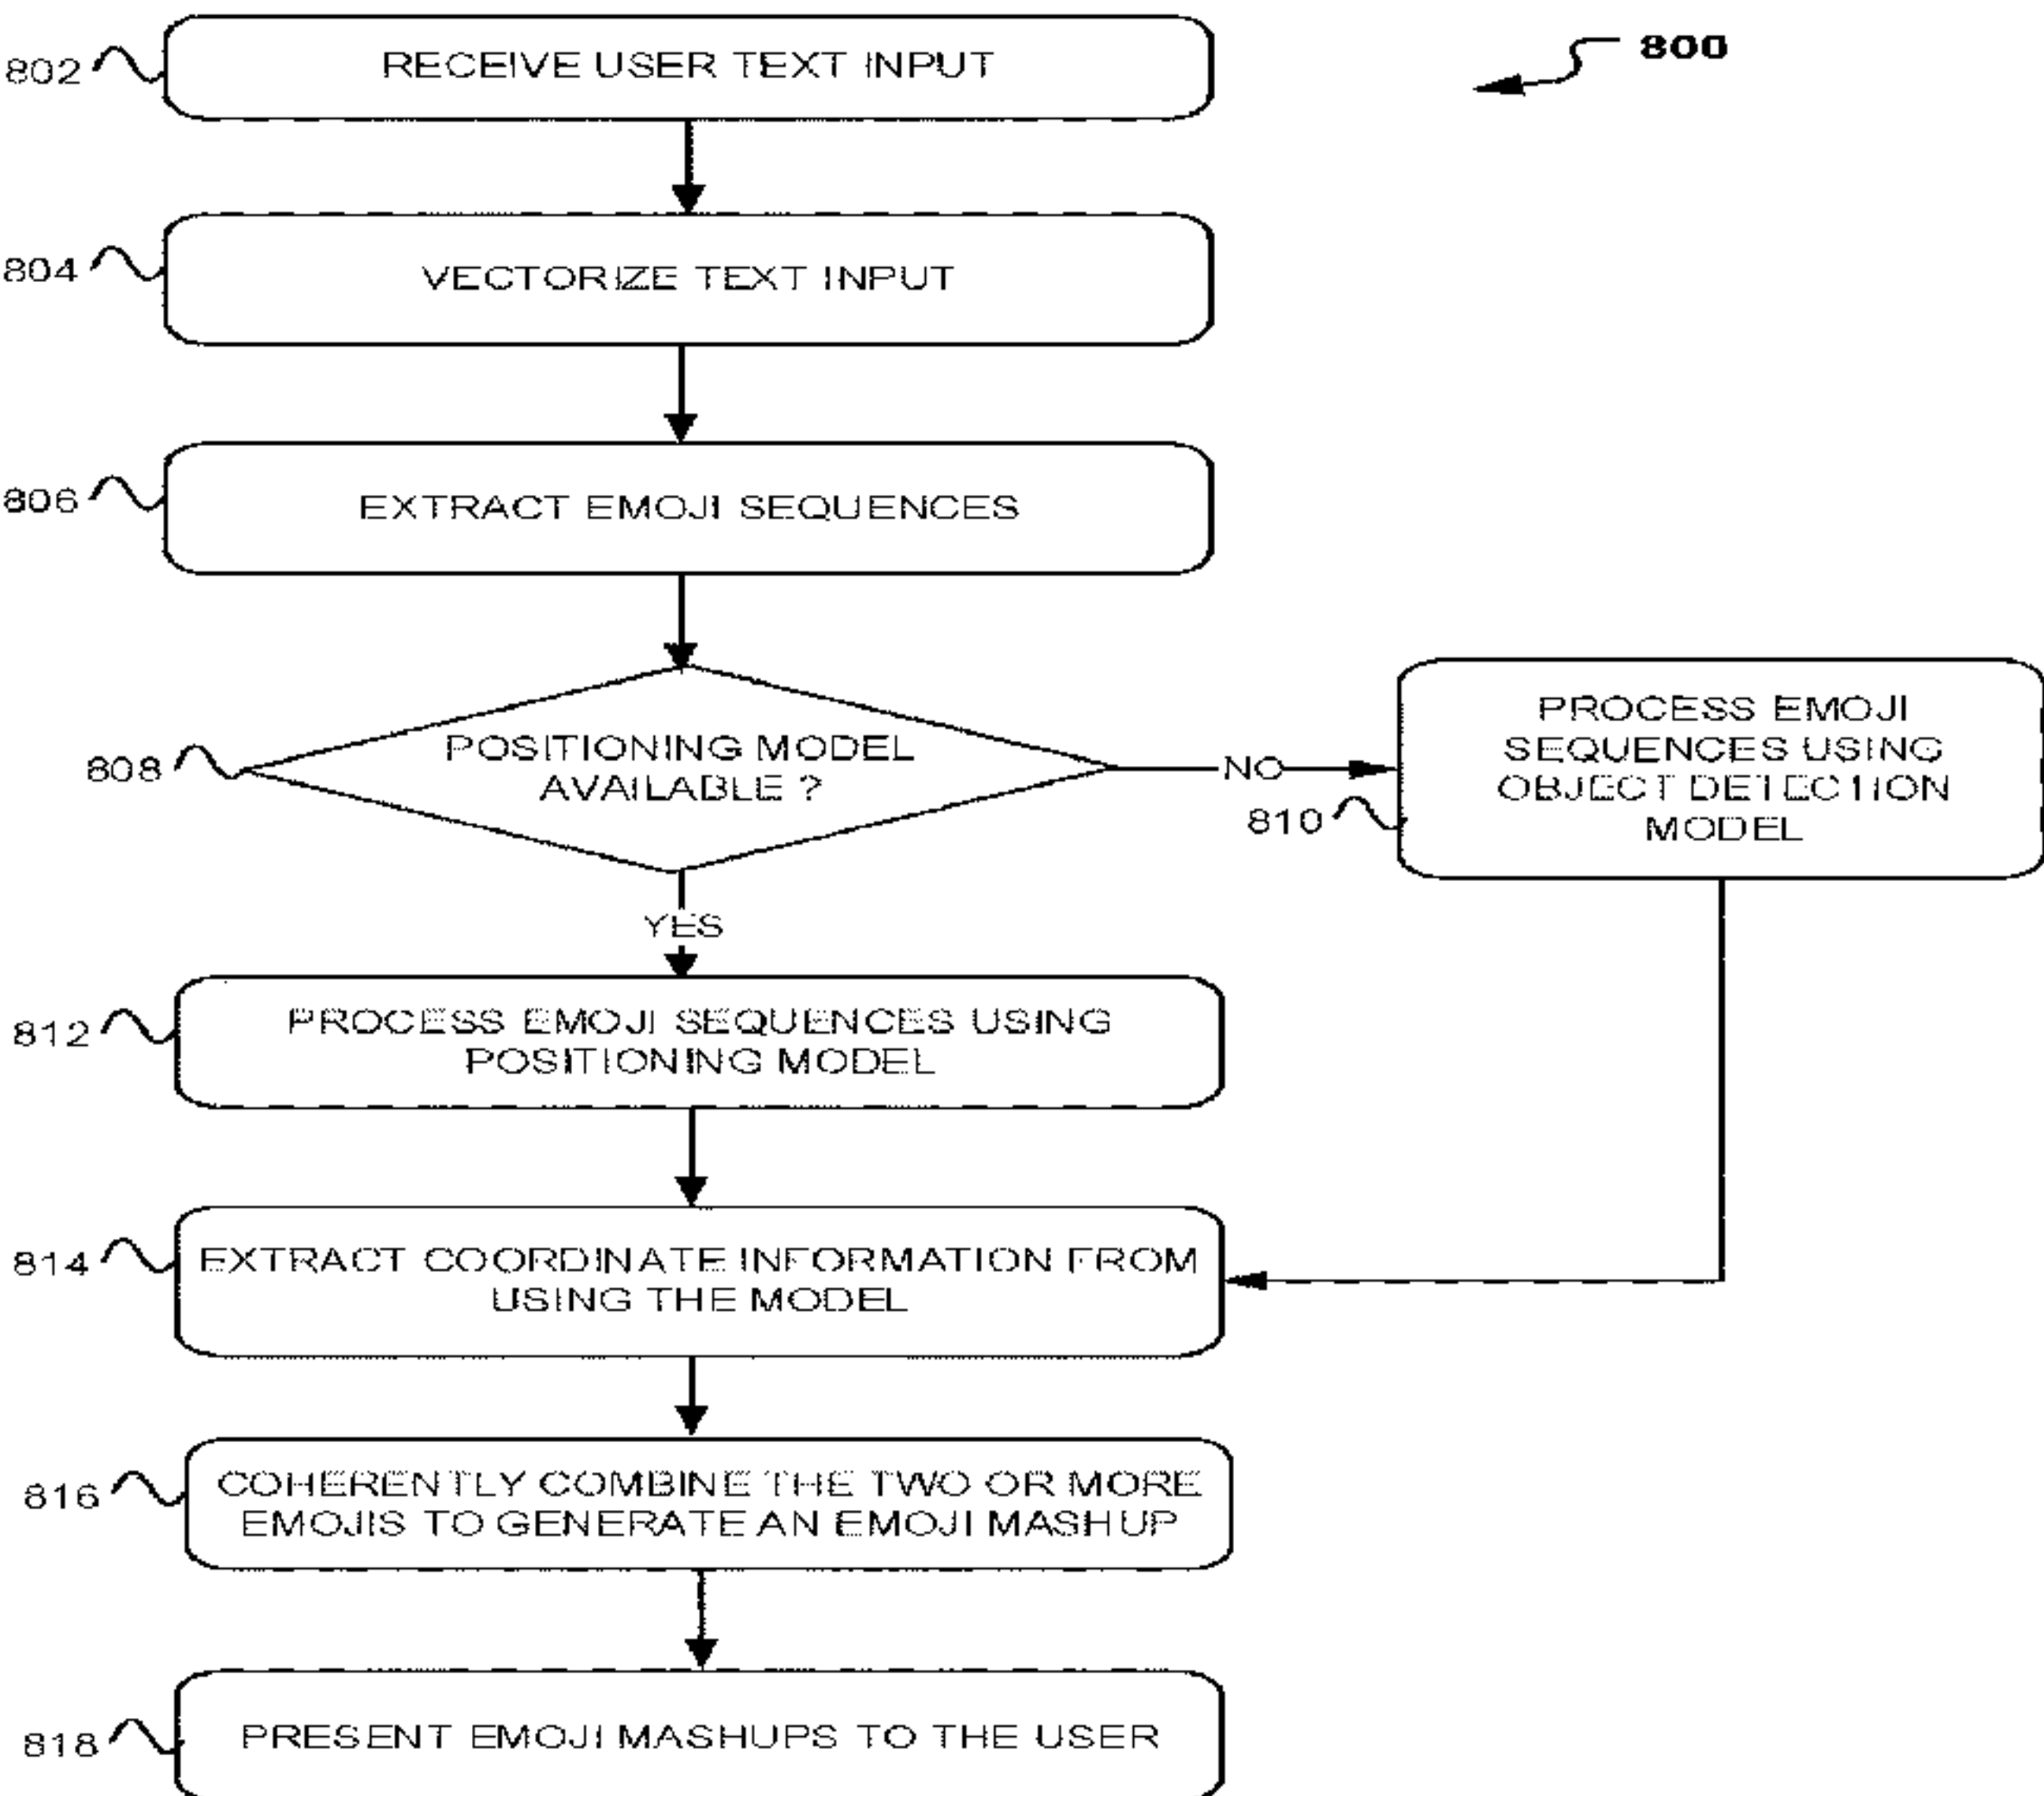 800
802
RECEIVE USER TEXT INPUT
804
VECTORIZE TEXT INPUT
806
EXTRACT EMOJI SEQUENCES
808
POSITIONING MODEL
AVAILABLE ?
NO
810
PROCESS EMOJI
SEQUENCES USING
OBJECT DETECTION
MODEL
YES
812
PROCESS EMOJI SEQUENCES USING
POSITIONING MODEL
814
EXTRACT COORDINATE INFORMATION FROM
USING THE MODEL
816
COHERENTLY COMBINE THE TWO OR MORE
EMOJIS TO GENERATE AN EMOJI MASHUP
818
PRESENT EMOJI MASHUPS TO THE USER